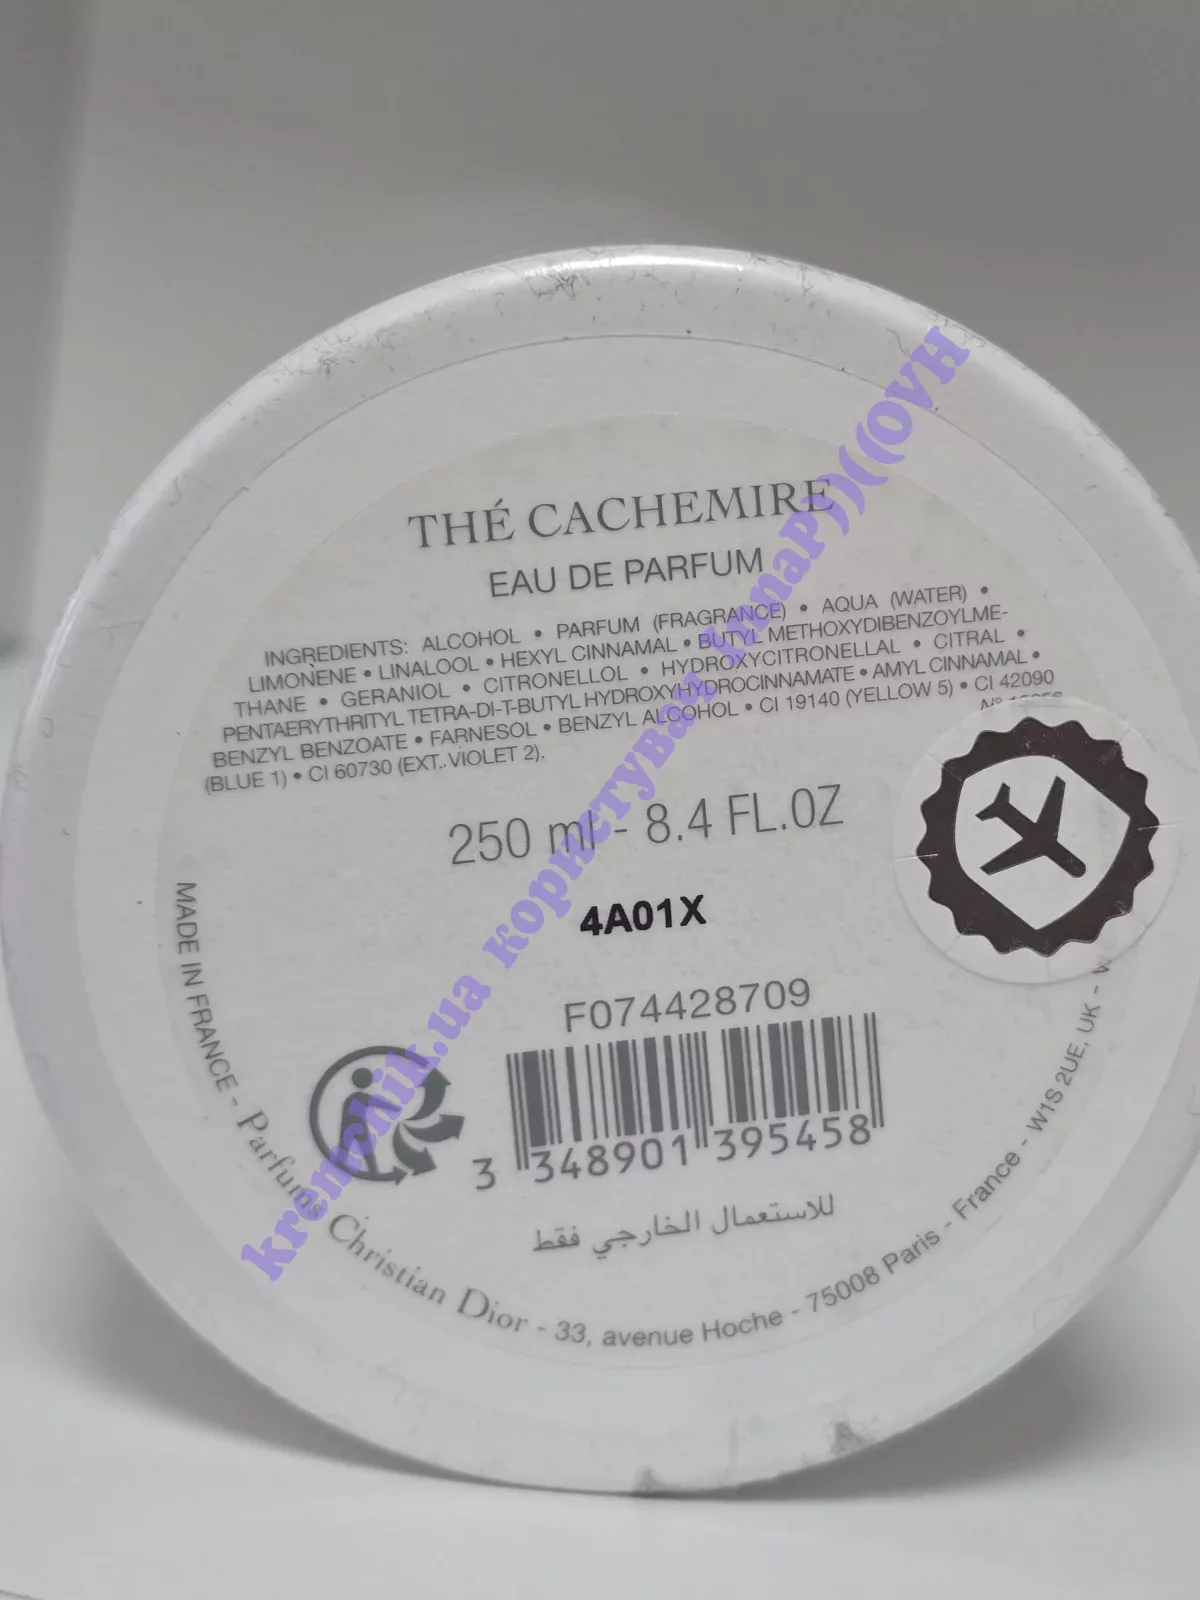 THÉ CACHEMIRE
EAU DE PARFUM
INGREDIENTS: ALCOHOL • PARFUM (FRAGRANCE) • AQUA (WATER) •
LIMONENE • LINALOOL • HEXYL CINNAMAL • BUTYL METHOXYDIBENZOYLME-
THANE • GERANIOL • CITRONELLOL • HYDROXYCITRONELLAL • CITRAL •
PENTAERYTHRITYL TETRA-DI-T-BUTYL HYDROXYHYDROCINNAMATE • AMYL CINNAMAL •
BENZYL BENZOATE • FARNESOL • BENZYL ALCOHOL • CI 19140 (YELLOW 5) • CI 42090
(BLUE 1) • CI 60730 (EXT. VIOLET 2).
N°
250 ml - 8.4 FL.OZ
4A01X
F074428709
3 348901 395458
للاستعمال الخارجي فقط
MADE IN FRANCE - Parfums Christian Dior - 33, avenue Hoche - 75008 Paris - France - W1S 2UE, UK -
kremchik.ua користувач ІннаР))((ОУН